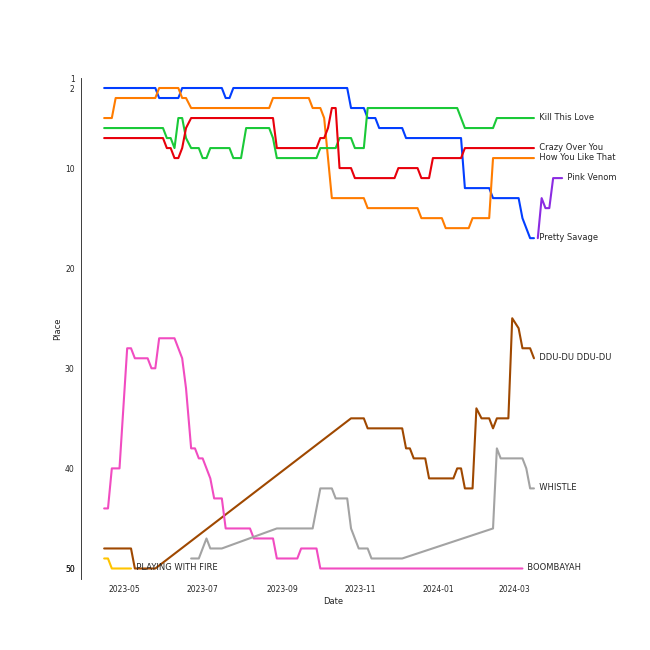 1
2
Kill This Love
Crazy Over You
How You Like That
10
Pink Venom
Pretty Savage
20
Place
30
DDU-DU DDU-DU
40
WHISTLE
50
PLAYING WITH FIRE
BOOMBAYAH
2023-05
2023-07
2023-09
2023-11
2024-01
2024-03
Date